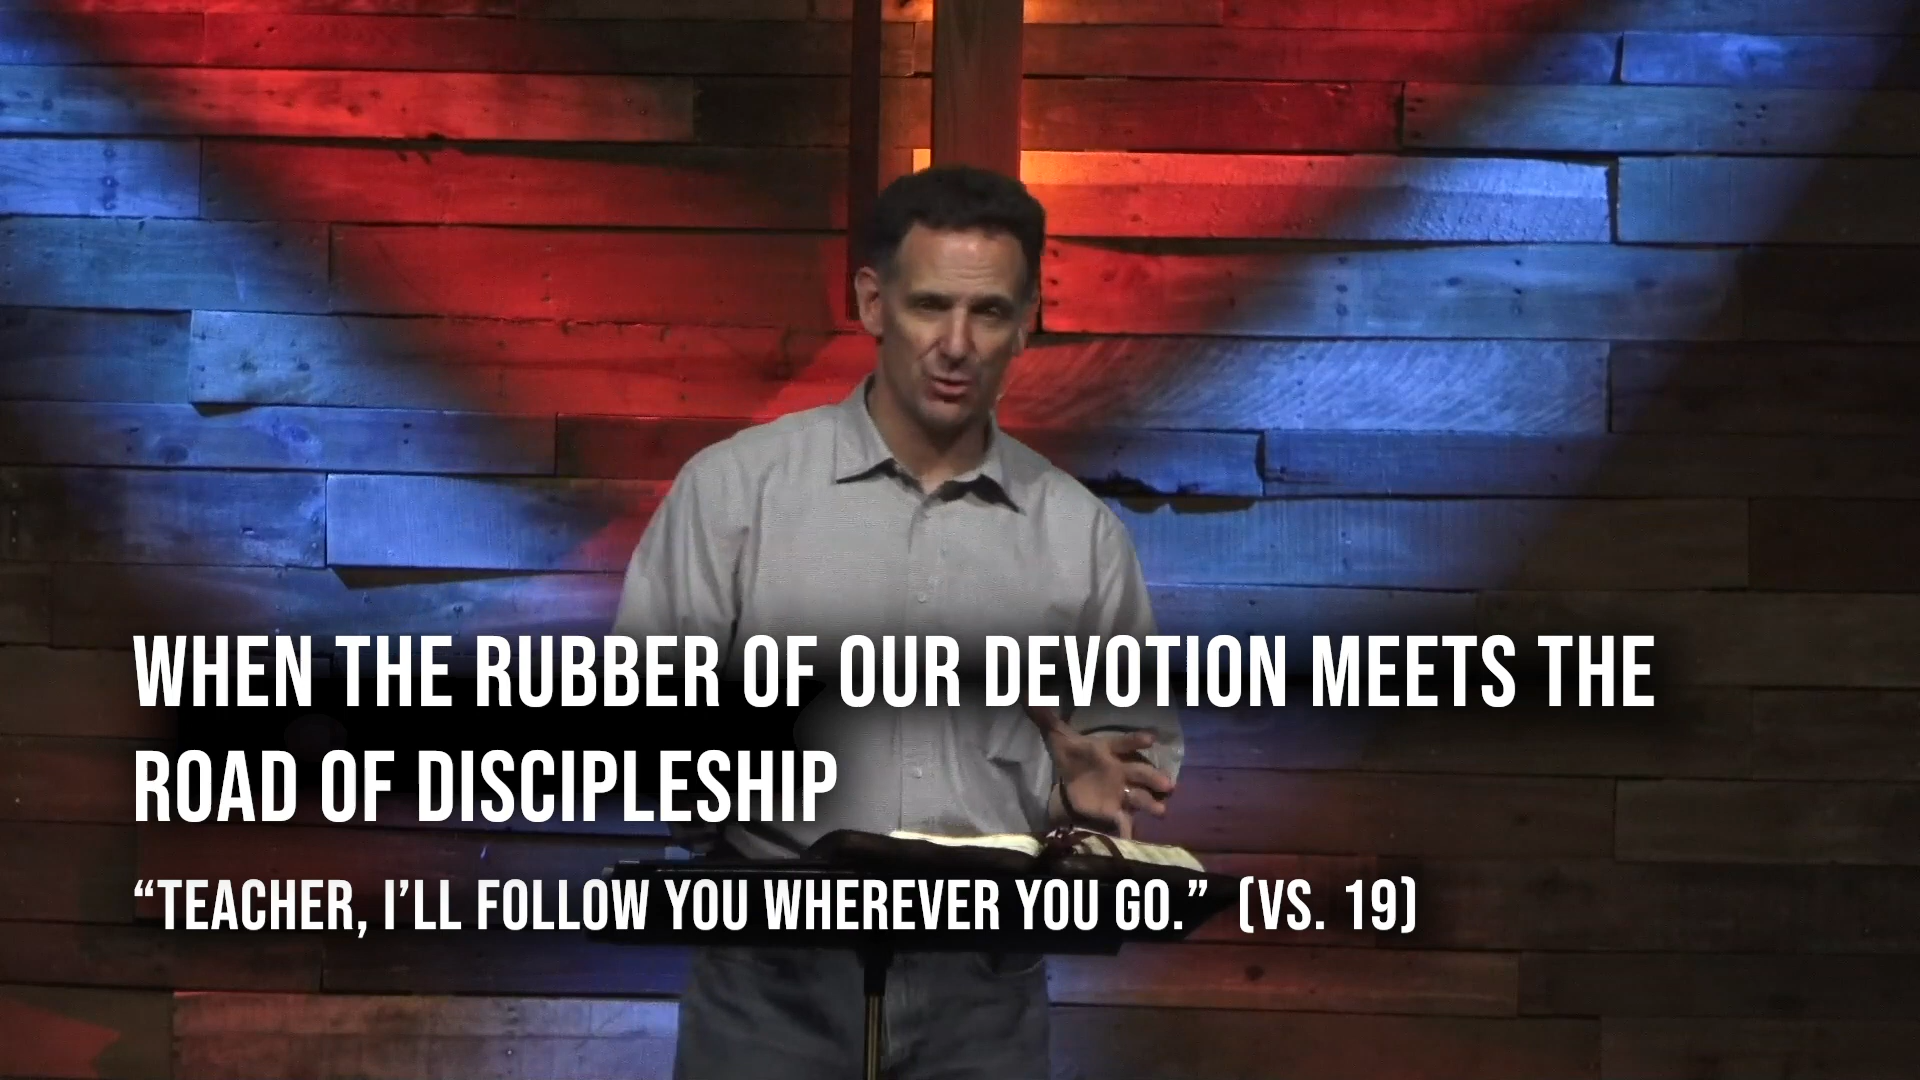 WHEN THE RUBBER OF OUR DEVOTION MEETS THE
ROAD OF DISCIPLESHIP
“TEACHER, I’LL FOLLOW YOU WHEREVER YOU GO.” (VS. 19)